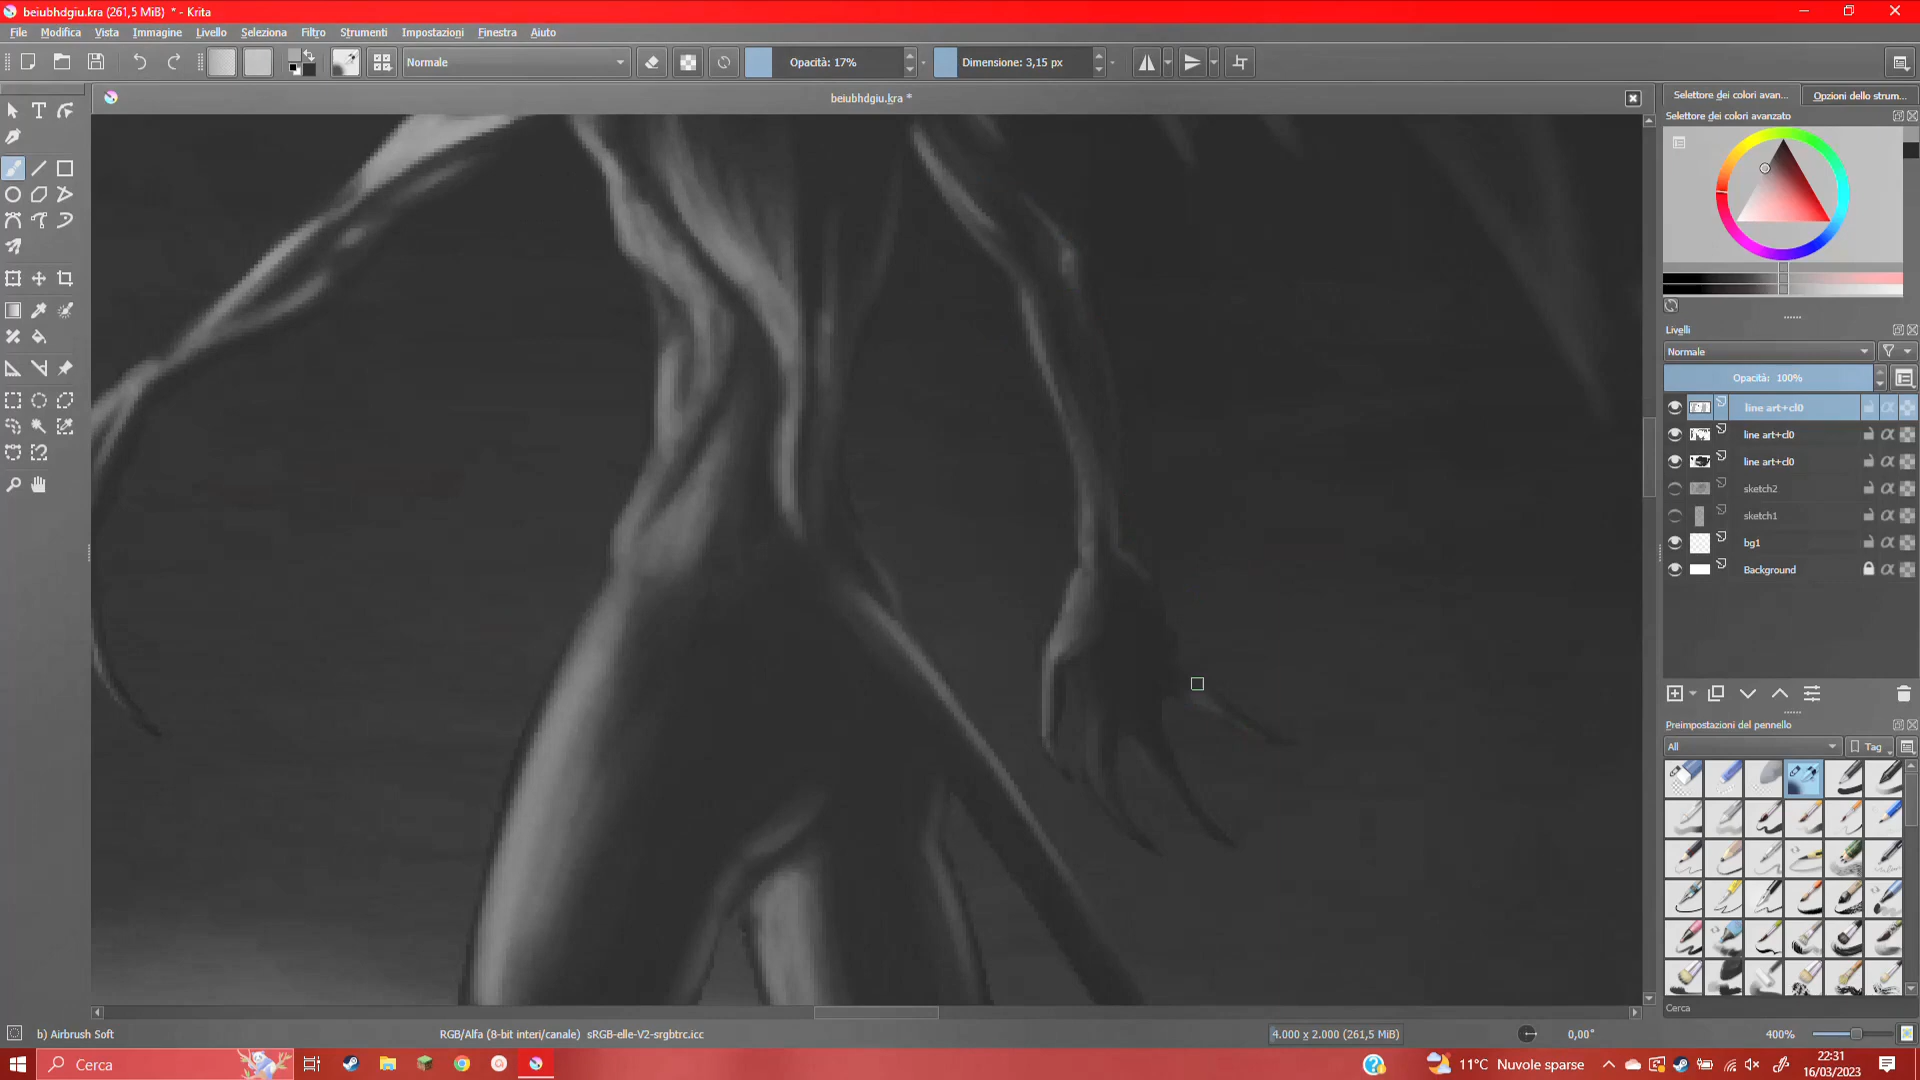 beiubhdgiu.kra (261,5 MiB) * - Krita
File Modifica Vista Immagine Livello Seleziona Filtro Strumenti Impostazioni Finestra Aiuto
Normale Opacità: 17% Dimensione: 3,15 px
beiubhdgiu.kra *
Selettore dei colori avan... Opzioni dello strum...
Selettore dei colori avanzato
Livelli
Normale
Opacità: 100%
line art+cl0
line art+cl0
line art+cl0
sketch2
sketch1
bg1
Background
Preimpostazioni del pennello
All Tag
Cerca
b) Airbrush Soft RGB/Alfa (8-bit interi/canale) sRGB-elle-V2-srgbtrc.icc 4.000 x 2.000 (261,5 MiB) 0,00° 400%
Cerca 11°C Nuvole sparse 22:31
16/03/2023